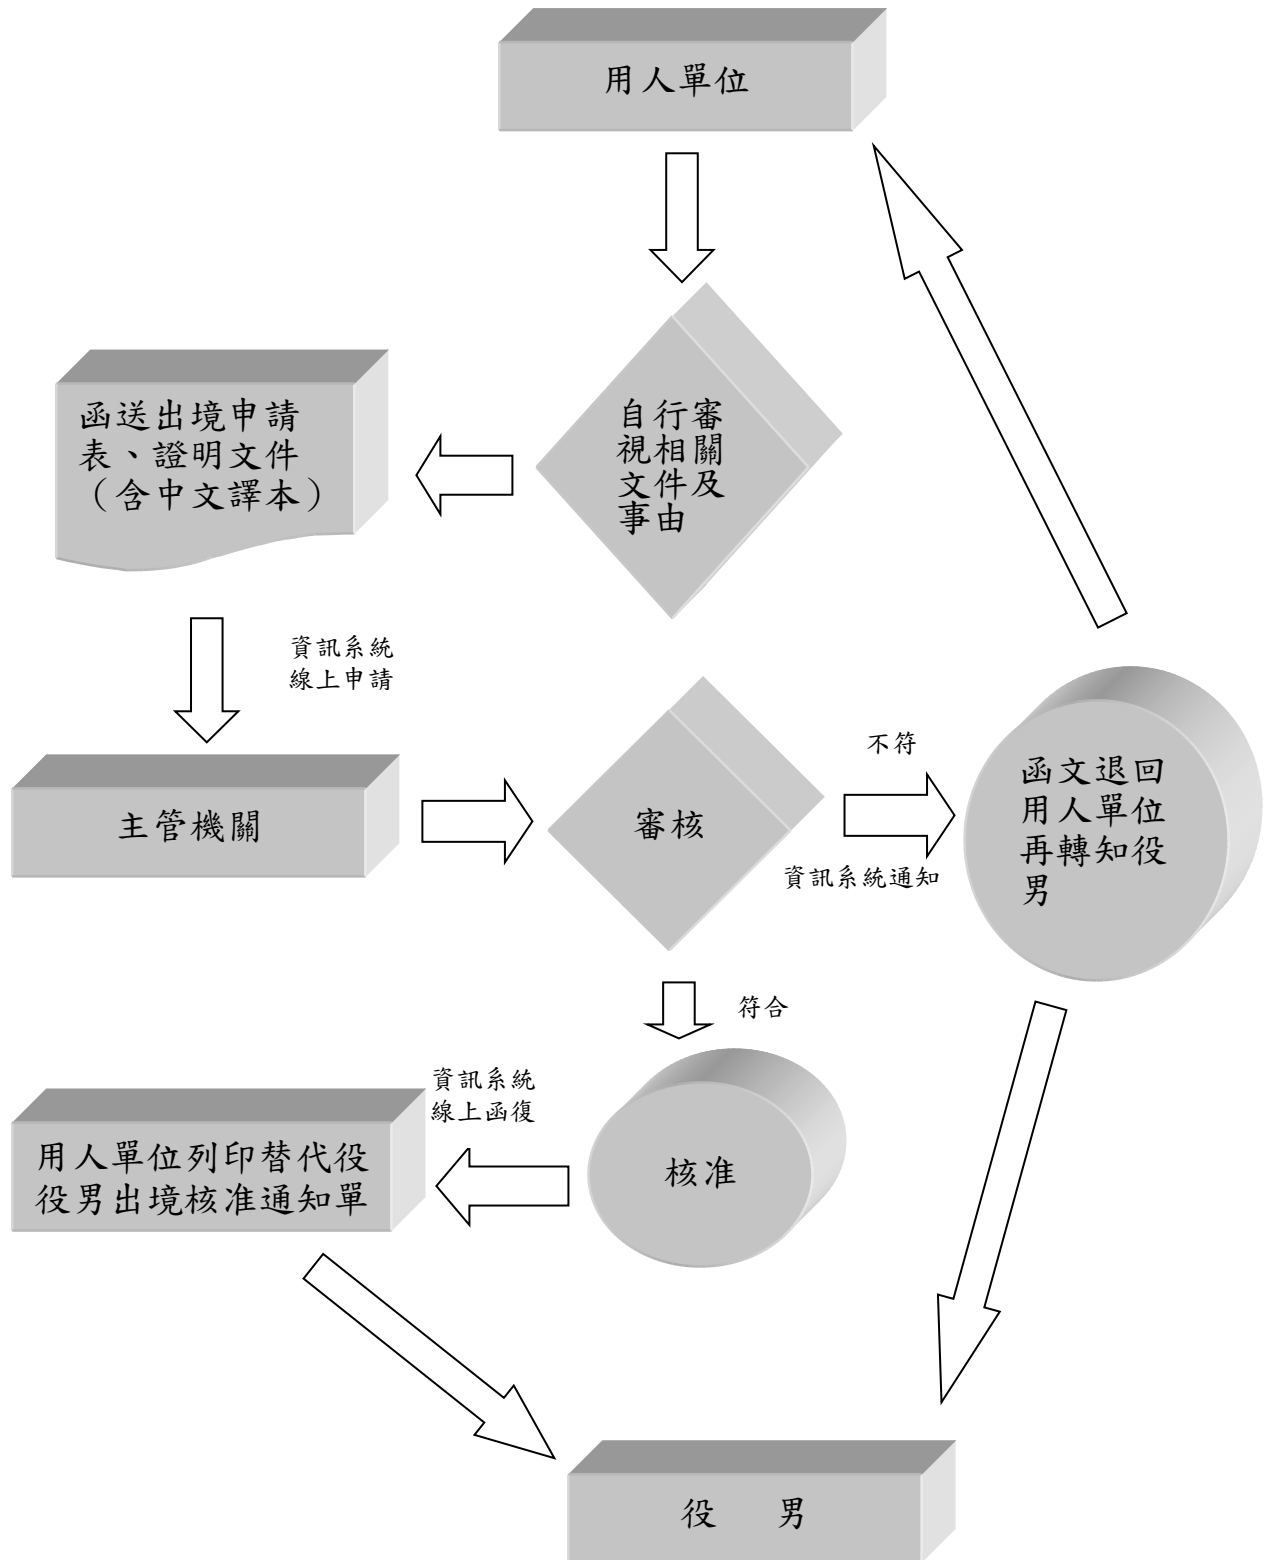 用人單位
自行審
視相關
文件及
事由
函送出境申請
表、證明文件
（含中文譯本）
資訊系統
線上申請
主管機關
審核
不符
資訊系統通知
函文退回
用人單位
再轉知役
男
符合
核准
資訊系統
線上函復
用人單位列印替代役
役男出境核准通知單
役　男